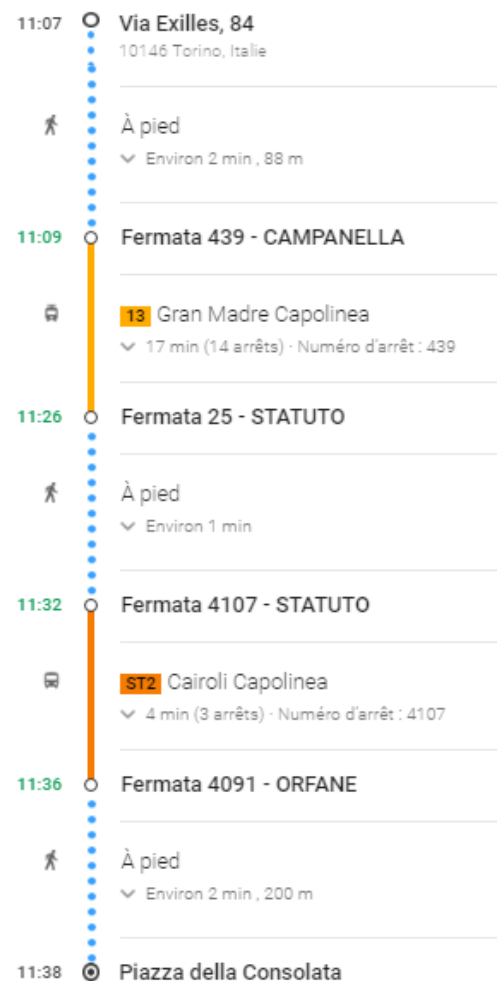 11:07 Via Exilles, 84
10146 Torino, Italie
À pied
Environ 2 min , 88 m
11:09 Fermata 439 - CAMPANELLA
13 Gran Madre Capolinea
17 min (14 arrêts) · Numéro d'arrêt : 439
11:26 Fermata 25 - STATUTO
À pied
Environ 1 min
11:32 Fermata 4107 - STATUTO
ST2 Cairoli Capolinea
4 min (3 arrêts) · Numéro d'arrêt : 4107
11:36 Fermata 4091 - ORFANE
À pied
Environ 2 min , 200 m
11:38 Piazza della Consolata